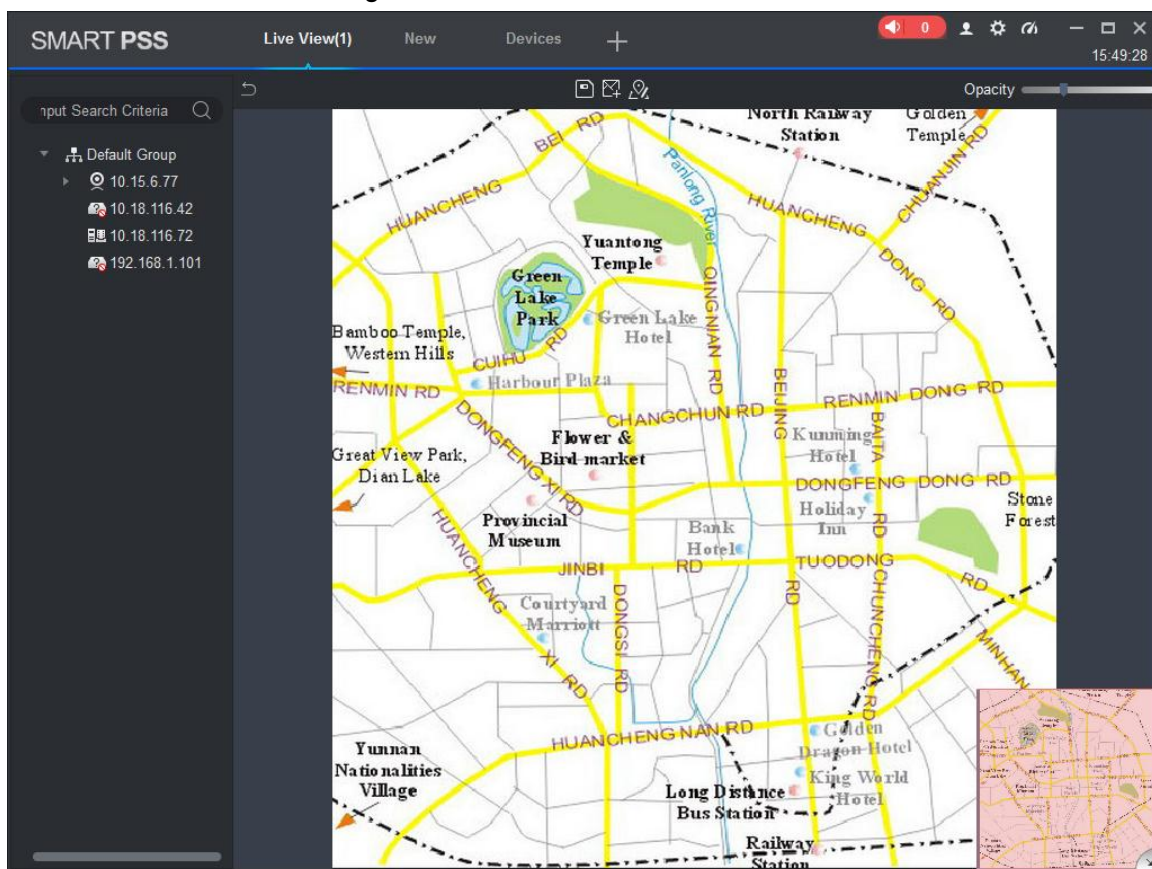 SMART PSS
Live View(1)
New
Devices
0
15:49:28
nput Search Criteria
Opacity
Default Group
10.15.6.77
10.18.116.42
10.18.116.72
192.168.1.101
North Railway
Station
Golden
Temple
BEI RD
HUANCHENG
Panlong River
HUANCHENG
DONG RD
CHUANJIN RD
Yuantong
Temple
Green
Lake
Park
QINGNIAN RD
Green Lake
Hotel
Bamboo Temple,
Western Hills
CUIHU RD
Harbour Plaza
RENMIN RD
BEIJING
RENMIN DONG RD
CHANGCHUN RD
DONGFENG XI RD
Flower &
Bird market
BAITA
RD
Kunming
Hotel
Great View Park,
Dian Lake
DONGFENG DONG RD
Stone
Forest
Holiday
Inn
Provincial
Museum
Bank
Hotel
HUANCHENG
XI RD
JINBI RD
TUODONG
RD
DONGSI RD
RD
CHUNCHENG RD
Courtyard
Marriott
MINHAN
HUANCHENG NAN RD
Golden
Dragon Hotel
Yunnan
Nationalities
Village
King World
Hotel
Long Distance
Bus Station
Railway
Station